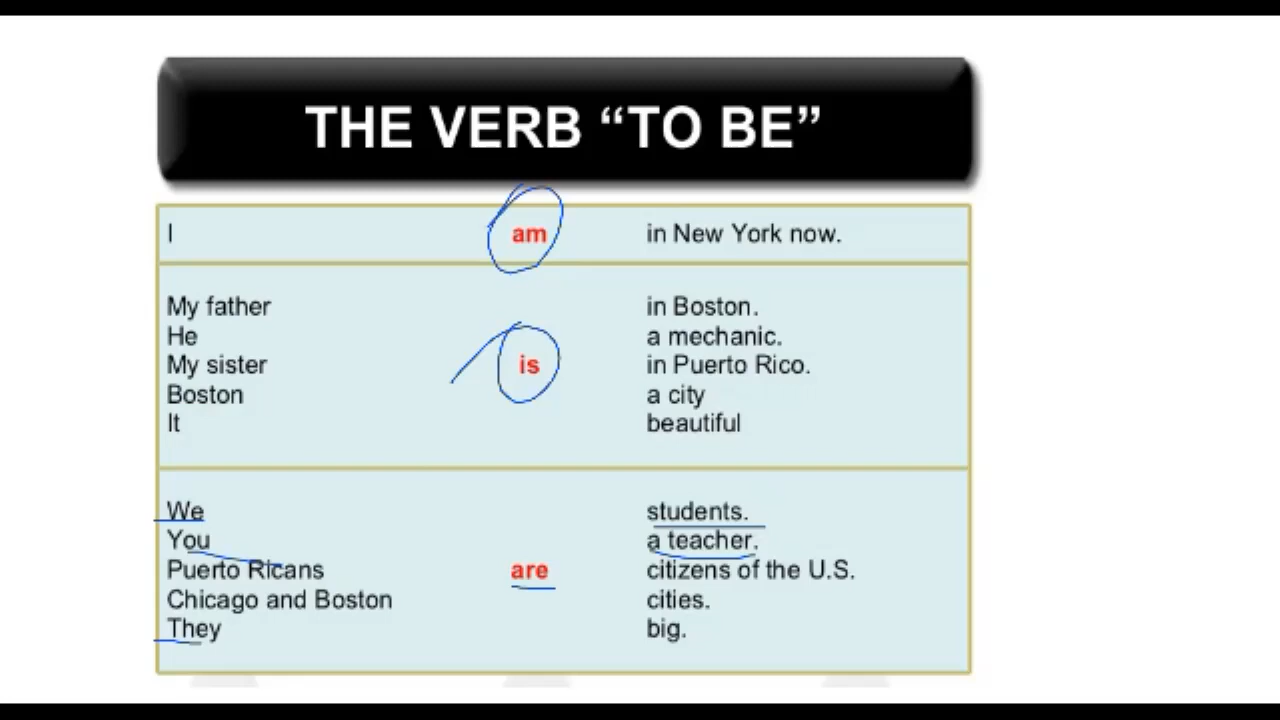 THE VERB “TO BE”
I am in New York now.
My father in Boston.
He a mechanic.
My sister is in Puerto Rico.
Boston a city
It beautiful
We students.
You a teacher.
Puerto Ricans are citizens of the U.S.
Chicago and Boston cities.
They big.